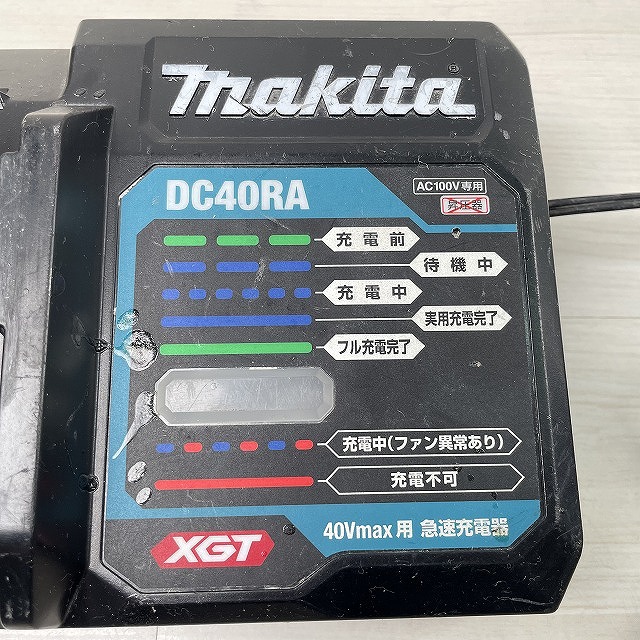 makita®
DC40RA
AC100V専用
昇圧器
充電前
待機中
充電中
実用充電完了
フル充電完了
充電中(ファン異常あり)
充電不可
XGT
40Vmax用 急速充電器